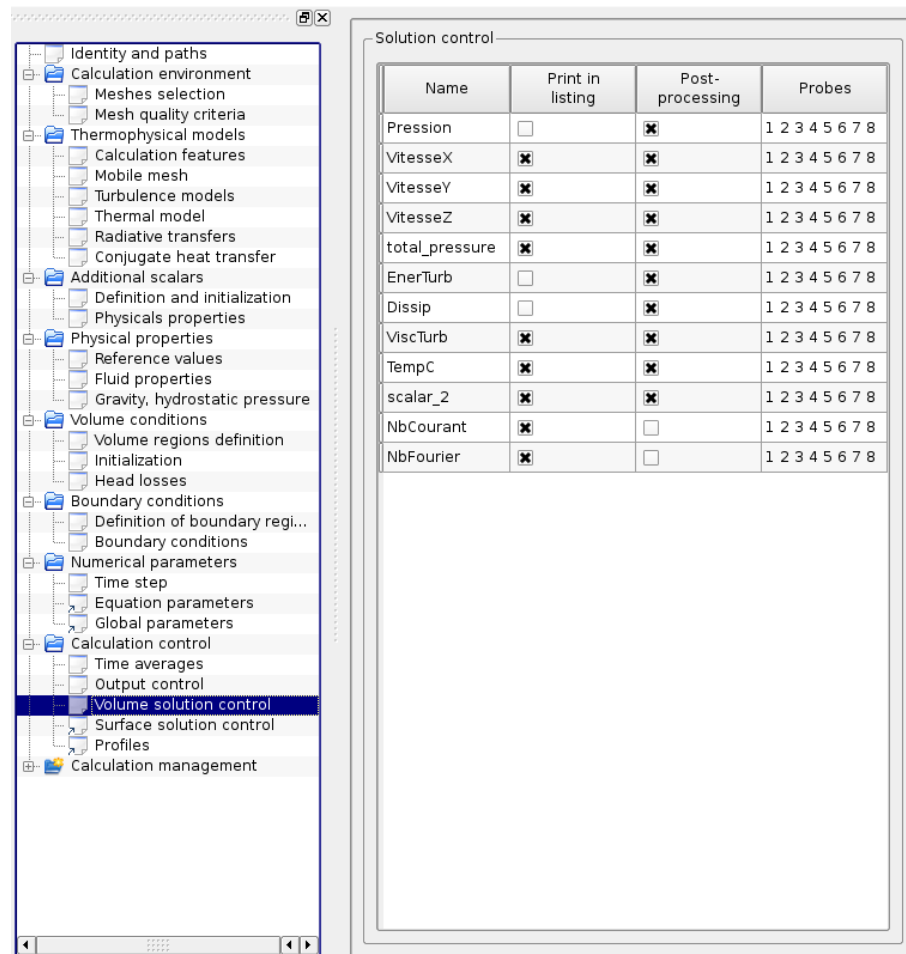 Identity and paths
Calculation environment
Meshes selection
Mesh quality criteria
Thermophysical models
Calculation features
Mobile mesh
Turbulence models
Thermal model
Radiative transfers
Conjugate heat transfer
Additional scalars
Definition and initialization
Physicals properties
Physical properties
Reference values
Fluid properties
Gravity, hydrostatic pressure
Volume conditions
Volume regions definition
Initialization
Head losses
Boundary conditions
Definition of boundary regi...
Boundary conditions
Numerical parameters
Time step
Equation parameters
Global parameters
Calculation control
Time averages
Output control
Volume solution control
Surface solution control
Profiles
Calculation management
Solution control
Name Print in listing Post-processing Probes
Pression 1 2 3 4 5 6 7 8
VitesseX 1 2 3 4 5 6 7 8
VitesseY 1 2 3 4 5 6 7 8
VitesseZ 1 2 3 4 5 6 7 8
total_pressure 1 2 3 4 5 6 7 8
EnerTurb 1 2 3 4 5 6 7 8
Dissip 1 2 3 4 5 6 7 8
ViscTurb 1 2 3 4 5 6 7 8
TempC 1 2 3 4 5 6 7 8
scalar_2 1 2 3 4 5 6 7 8
NbCourant 1 2 3 4 5 6 7 8
NbFourier 1 2 3 4 5 6 7 8